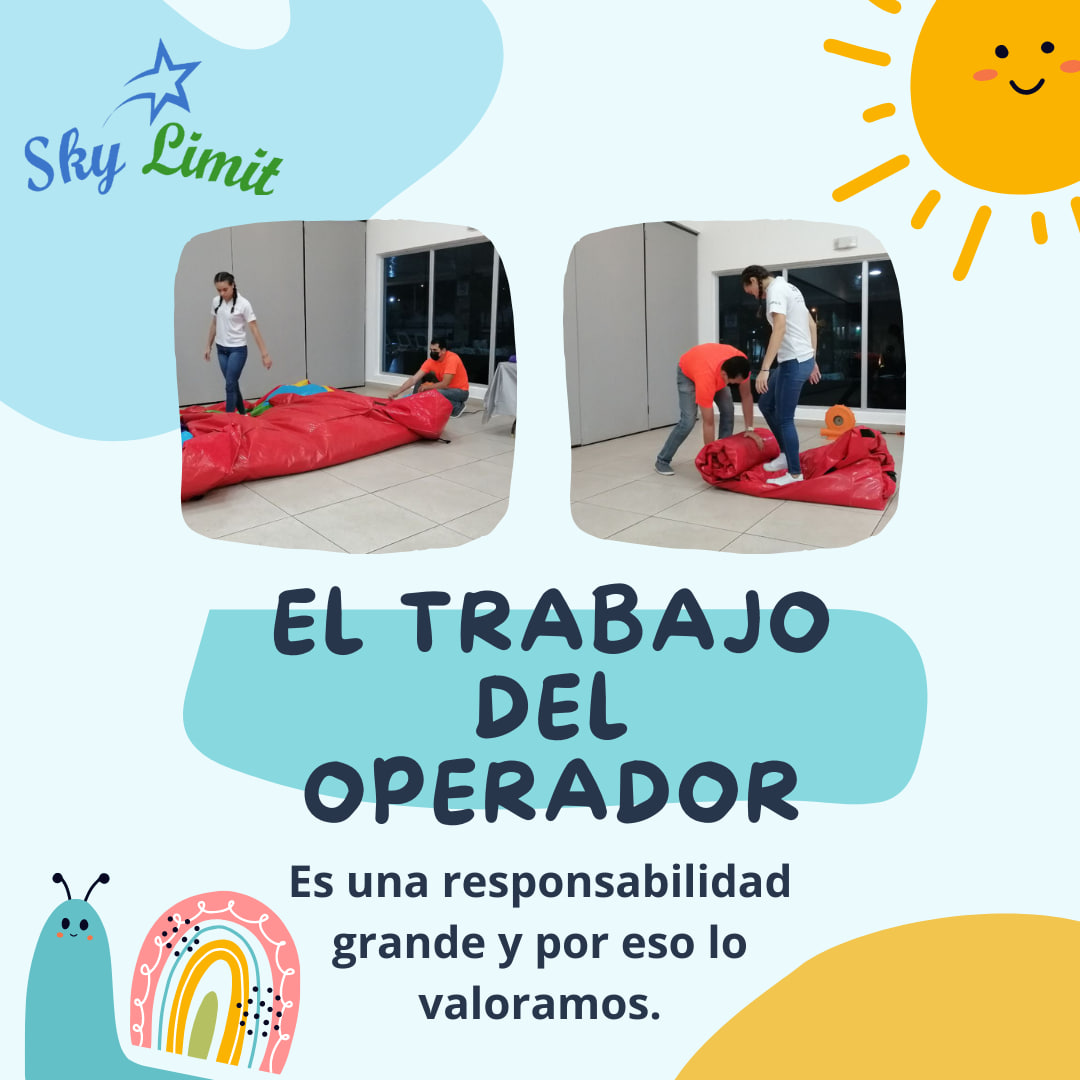 Sky Limit
EL TRABAJO
DEL
OPERADOR
Es una responsabilidad
grande y por eso lo
valoramos.